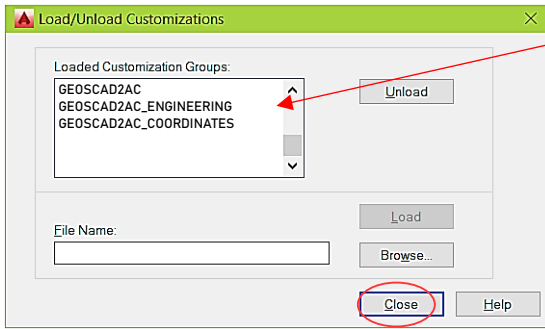 Load/Unload Customizations
Loaded Customization Groups:
GEOSCAD2AC
GEOSCAD2AC_ENGINEERING
GEOSCAD2AC_COORDINATES
Unload
Load
File Name:
Browse...
Close
Help